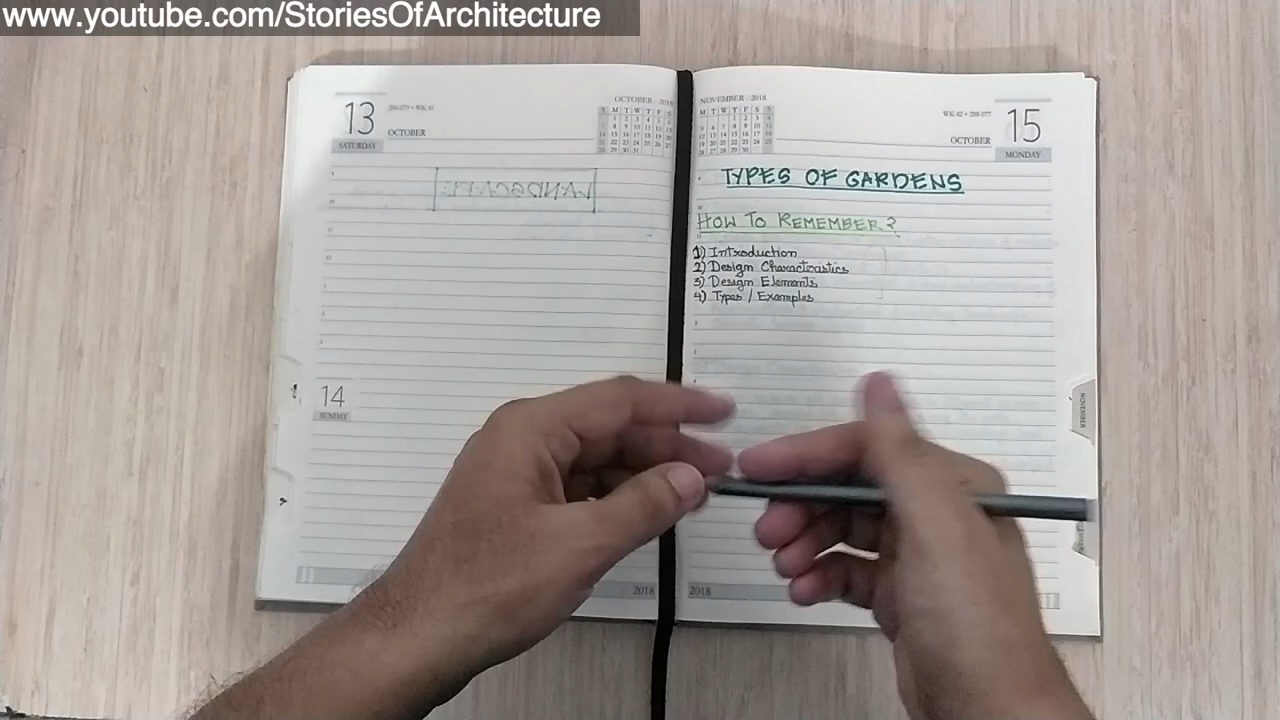 www.youtube.com/StoriesOfArchitecture
13
OCTOBER
SATURDAY
OCTOBER - 2018
LANDSCAPE
14
SUNDAY
2018
NOVEMBER - 2018
15
OCTOBER
MONDAY
TYPES OF GARDENS
HOW TO REMEMBER?
1) Introduction
2) Design Characteristics
3) Design Elements
4) Types / Examples
NOVEMBER
2018